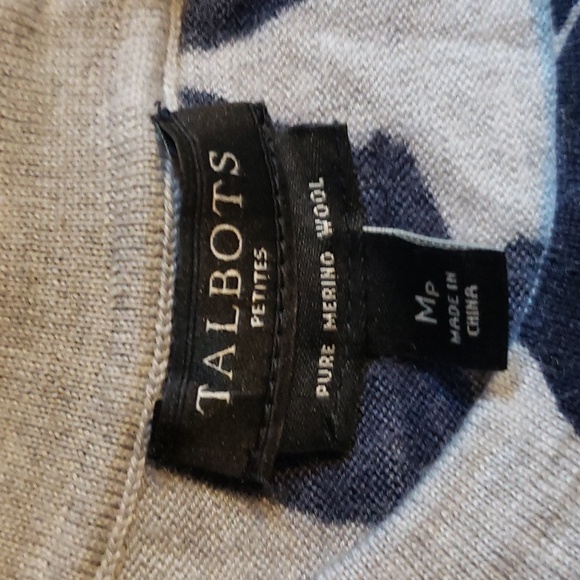 TALBOTS
PETITES
PURE MERINO WOOL
MP
MADE IN
CHINA